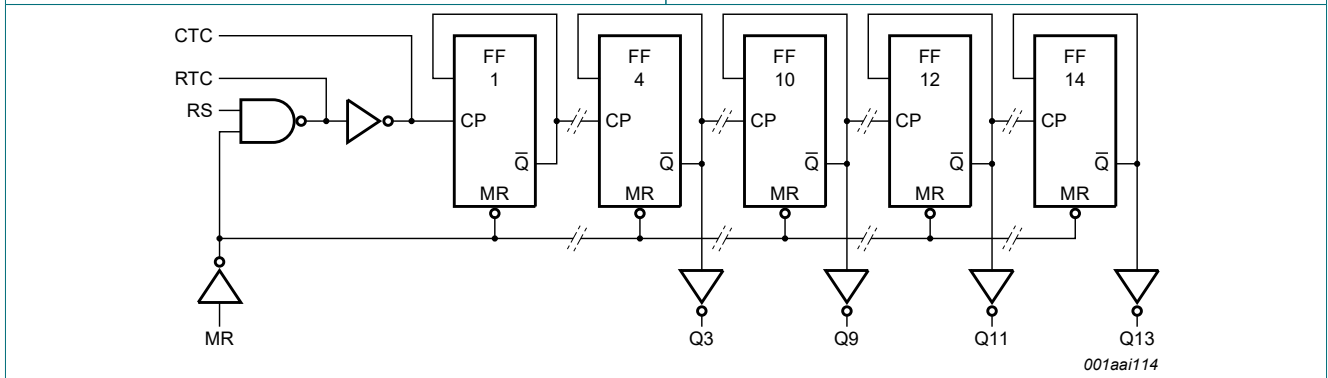 CTC
RTC
RS
FF
1
CP
Q̅
MR
FF
4
CP
Q̅
MR
FF
10
CP
Q̅
MR
FF
12
CP
Q̅
MR
FF
14
CP
Q̅
MR
MR
Q3
Q9
Q11
Q13
001aai114